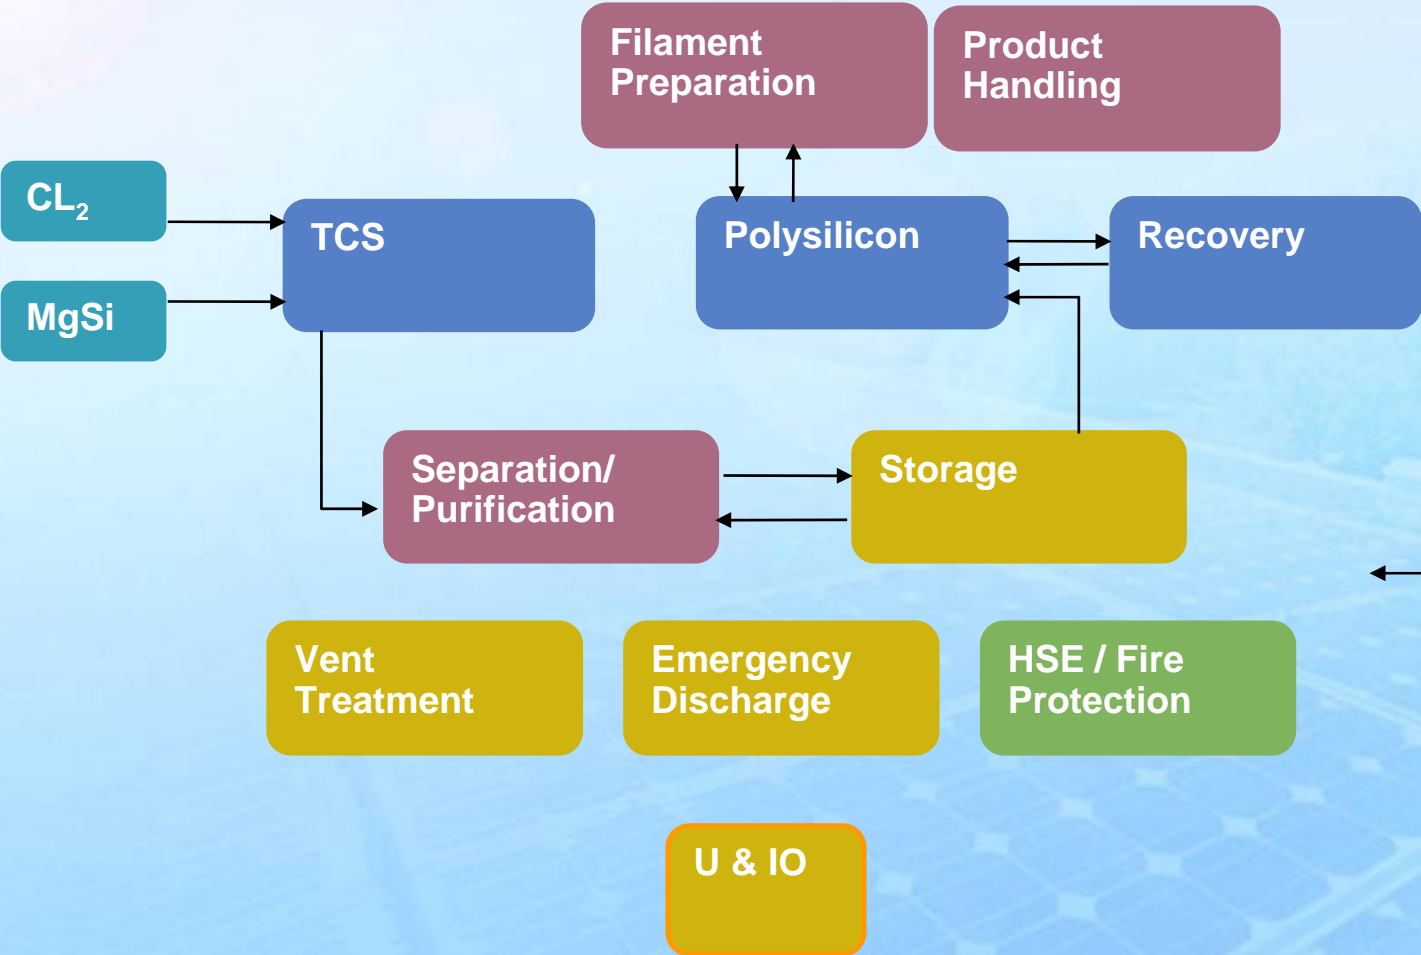 Filament
Preparation
Product
Handling
CL₂
TCS
Polysilicon
Recovery
MgSi
Separation/
Purification
Storage
Vent
Treatment
Emergency
Discharge
HSE / Fire
Protection
U & IO